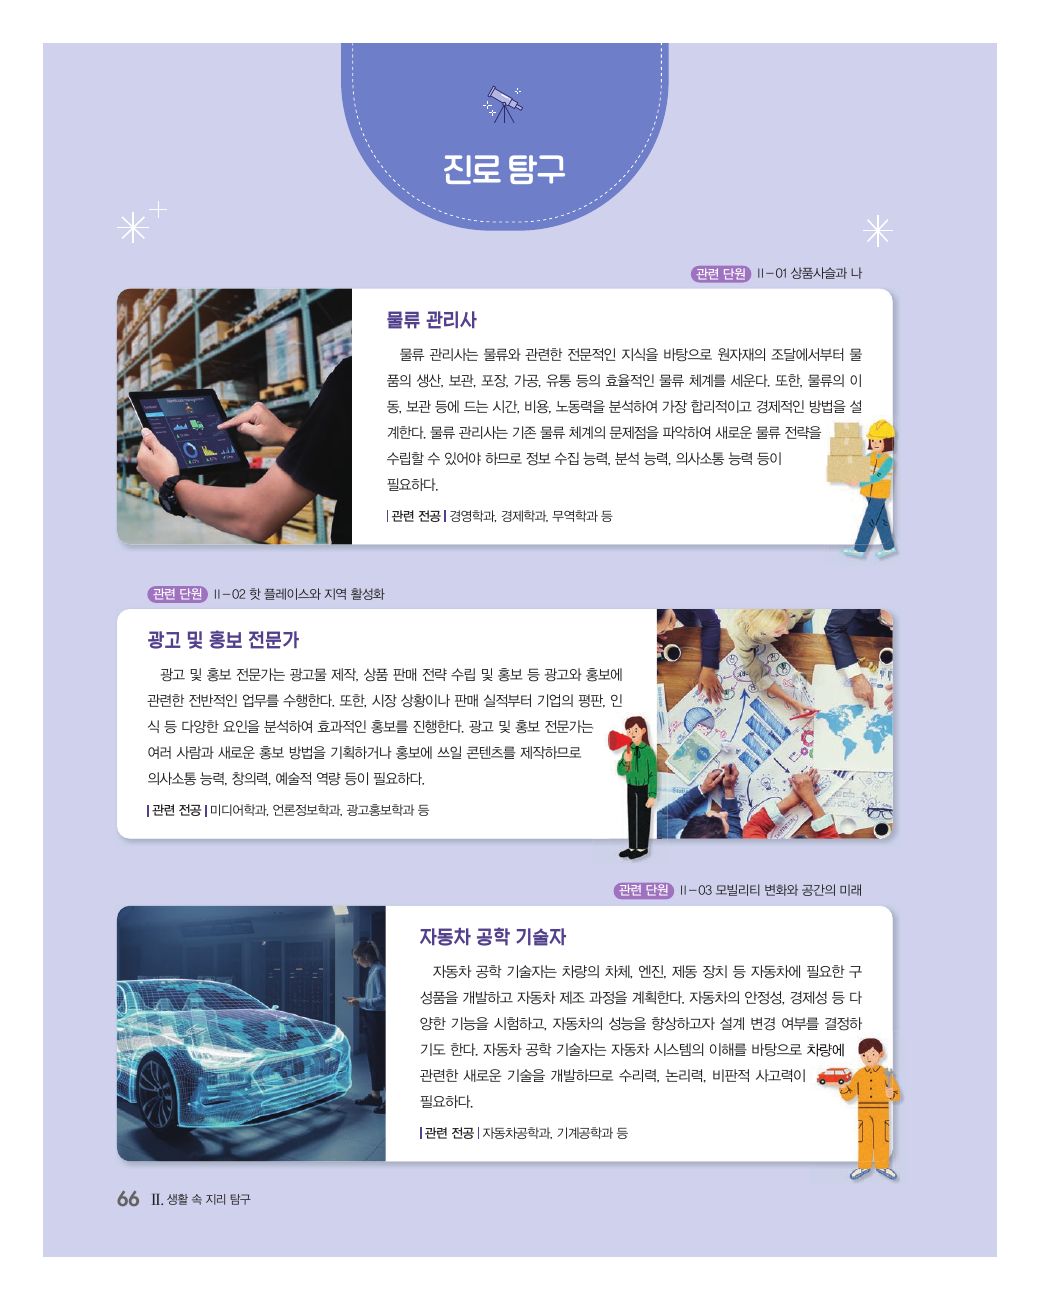 진로 탐구
관련 단원 Ⅱ-01 상품사슬과 나
물류 관리사
물류 관리사는 물류와 관련한 전문적인 지식을 바탕으로 원자재의 조달에서부터 물
품의 생산, 보관, 포장, 가공, 유통 등의 효율적인 물류 체계를 세운다. 또한, 물류의 이
동, 보관 등에 드는 시간, 비용, 노동력을 분석하여 가장 합리적이고 경제적인 방법을 설
계한다. 물류 관리사는 기존 물류 체계의 문제점을 파악하여 새로운 물류 전략을
수립할 수 있어야 하므로 정보 수집 능력, 분석 능력, 의사소통 능력 등이
필요하다.
|관련 전공| 경영학과, 경제학과, 무역학과 등
관련 단원 Ⅱ-02 핫 플레이스와 지역 활성화
광고 및 홍보 전문가
광고 및 홍보 전문가는 광고물 제작, 상품 판매 전략 수립 및 홍보 등 광고와 홍보에
관련한 전반적인 업무를 수행한다. 또한, 시장 상황이나 판매 실적부터 기업의 평판, 인
식 등 다양한 요인을 분석하여 효과적인 홍보를 진행한다. 광고 및 홍보 전문가는
여러 사람과 새로운 홍보 방법을 기획하거나 홍보에 쓰일 콘텐츠를 제작하므로
의사소통 능력, 창의력, 예술적 역량 등이 필요하다.
|관련 전공| 미디어학과, 언론정보학과, 광고홍보학과 등
관련 단원 Ⅱ-03 모빌리티 변화와 공간의 미래
자동차 공학 기술자
자동차 공학 기술자는 차량의 차체, 엔진, 제동 장치 등 자동차에 필요한 구
성품을 개발하고 자동차 제조 과정을 계획한다. 자동차의 안정성, 경제성 등 다
양한 기능을 시험하고, 자동차의 성능을 향상하고자 설계 변경 여부를 결정하
기도 한다. 자동차 공학 기술자는 자동차 시스템의 이해를 바탕으로 차량에
관련한 새로운 기술을 개발하므로 수리력, 논리력, 비판적 사고력이
필요하다.
|관련 전공| 자동차공학과, 기계공학과 등
66 Ⅱ. 생활 속 지리 탐구